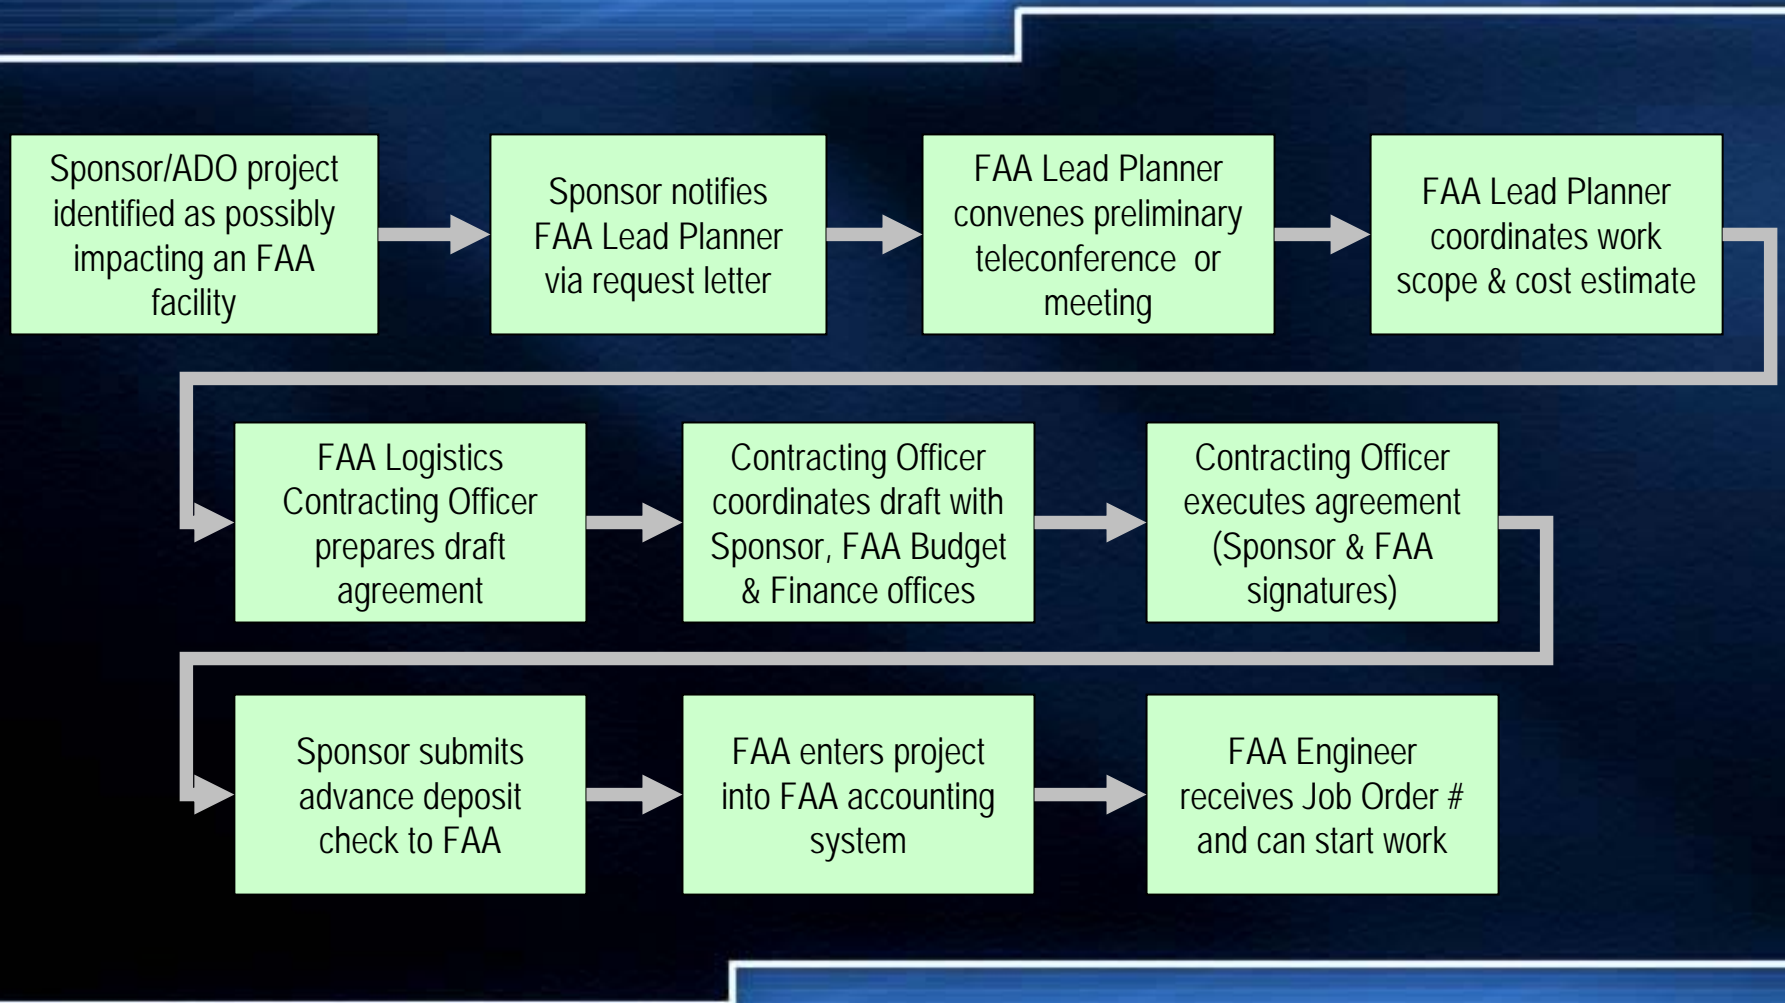 Sponsor/ADO project
identified as possibly
impacting an FAA
facility
Sponsor notifies
FAA Lead Planner
via request letter
FAA Lead Planner
convenes preliminary
teleconference  or
meeting
FAA Lead Planner
coordinates work
scope & cost estimate
FAA Logistics
Contracting Officer
prepares draft
agreement
Contracting Officer
coordinates draft with
Sponsor, FAA Budget
& Finance offices
Contracting Officer
executes agreement
(Sponsor & FAA
signatures)
Sponsor submits
advance deposit
check to FAA
FAA enters project
into FAA accounting
system
FAA Engineer
receives Job Order #
and can start work